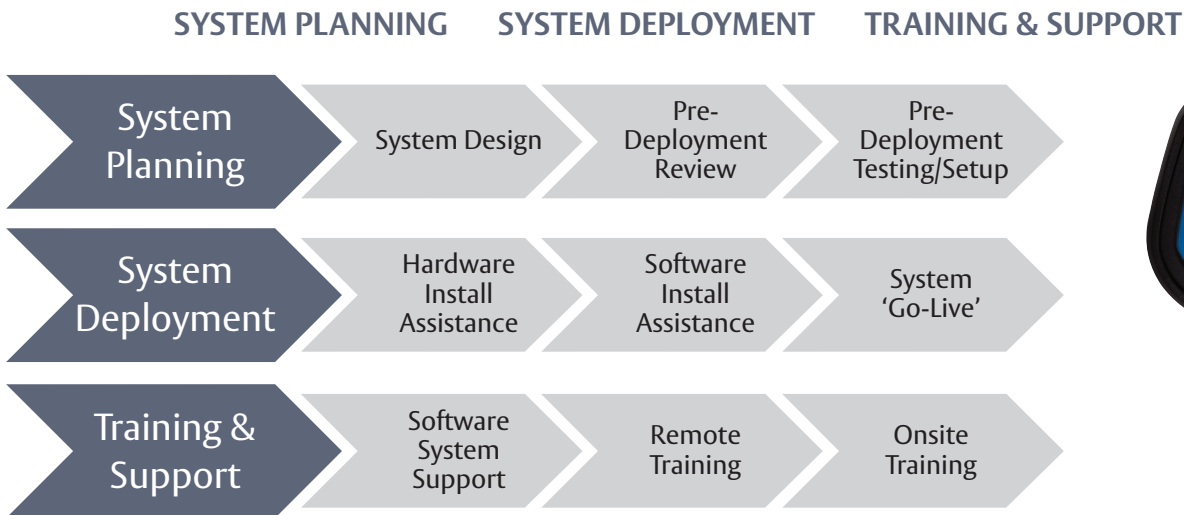 SYSTEM PLANNING SYSTEM DEPLOYMENT TRAINING & SUPPORT
System
Planning
System Design
Pre-
Deployment
Review
Pre-
Deployment
Testing/Setup
System
Deployment
Hardware
Install
Assistance
Software
Install
Assistance
System
‘Go-Live’
Training &
Support
Software
System
Support
Remote
Training
Onsite
Training